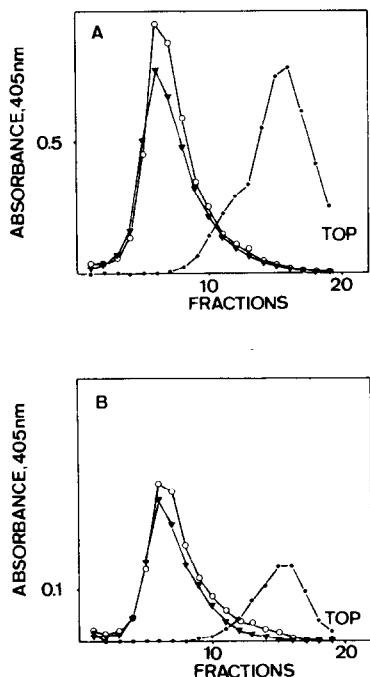 A
ABSORBANCE, 405nm
0.5
TOP
10
20
FRACTIONS
B
ABSORBANCE, 405nm
0.1
TOP
10
20
FRACTIONS